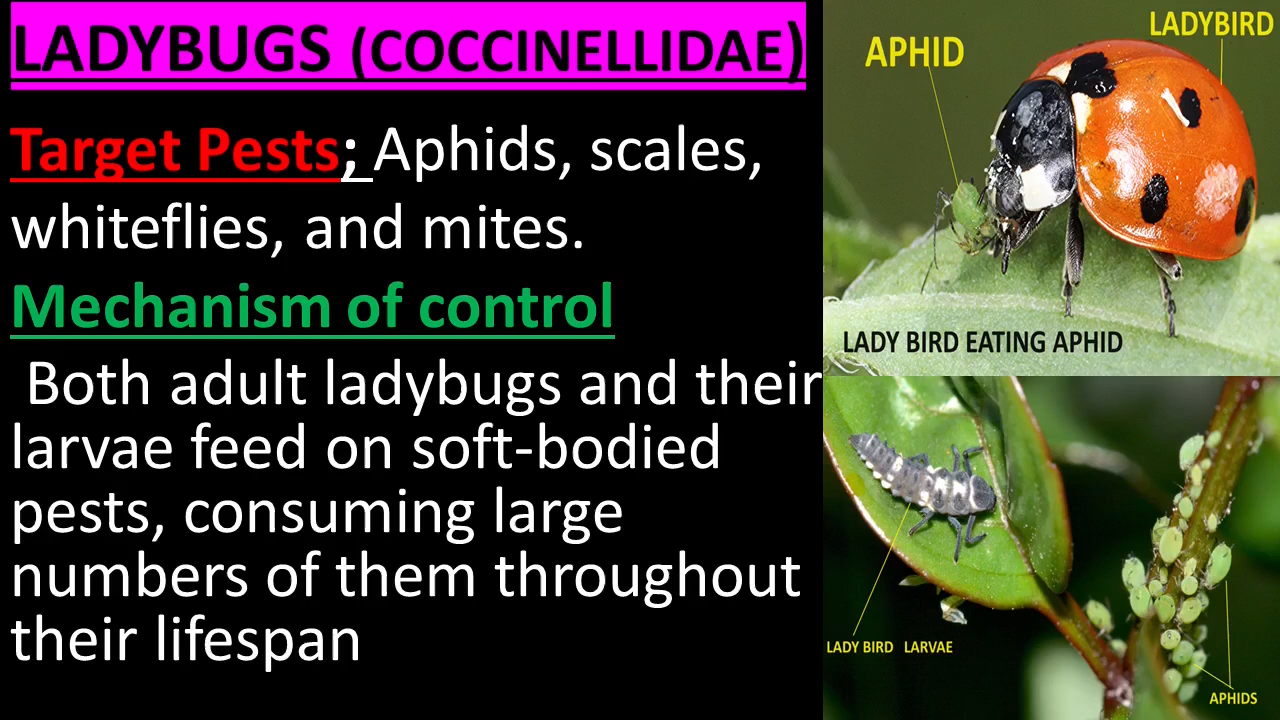 LADYBUGS (COCCINELLIDAE)
Target Pests; Aphids, scales,
whiteflies, and mites.
Mechanism of control
Both adult ladybugs and their
larvae feed on soft-bodied
pests, consuming large
numbers of them throughout
their lifespan
LADYBIRD
APHID
LADY BIRD EATING APHID
LADY BIRD LARVAE
APHIDS